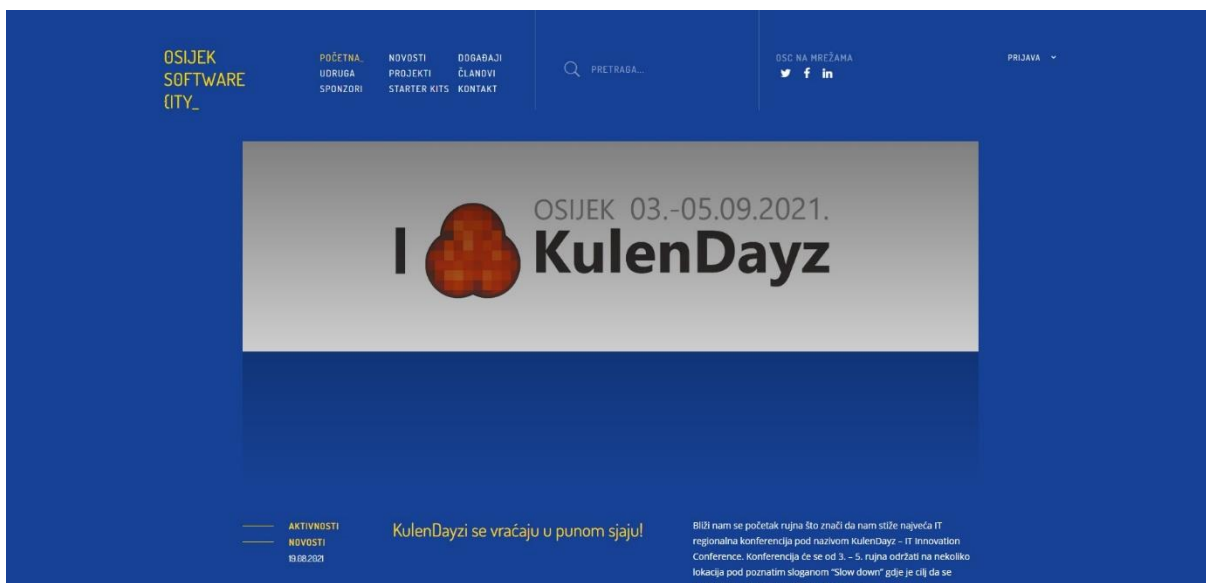 OSIJEK
SOFTWARE
{ITY_
POČETNA_
UDRUGA
SPONZORI
NOVOSTI
PROJEKTI
STARTER KITS
DOGAĐAJI
ČLANOVI
KONTAKT
PRETRAGA...
OSC NA MREŽAMA
PRIJAVA
OSIJEK 03.-05.09.2021.
I KulenDayz
AKTIVNOSTI
NOVOSTI
19.08.2021
KulenDayzi se vraćaju u punom sjaju!
Bliži nam se početak rujna što znači da nam stiže najveća IT
regionalna konferencija pod nazivom KulenDayz – IT Innovation
Conference. Konferencija će se od 3. – 5. rujna održati na nekoliko
lokacija pod poznatim sloganom “Slow down” gdje je cilj da se